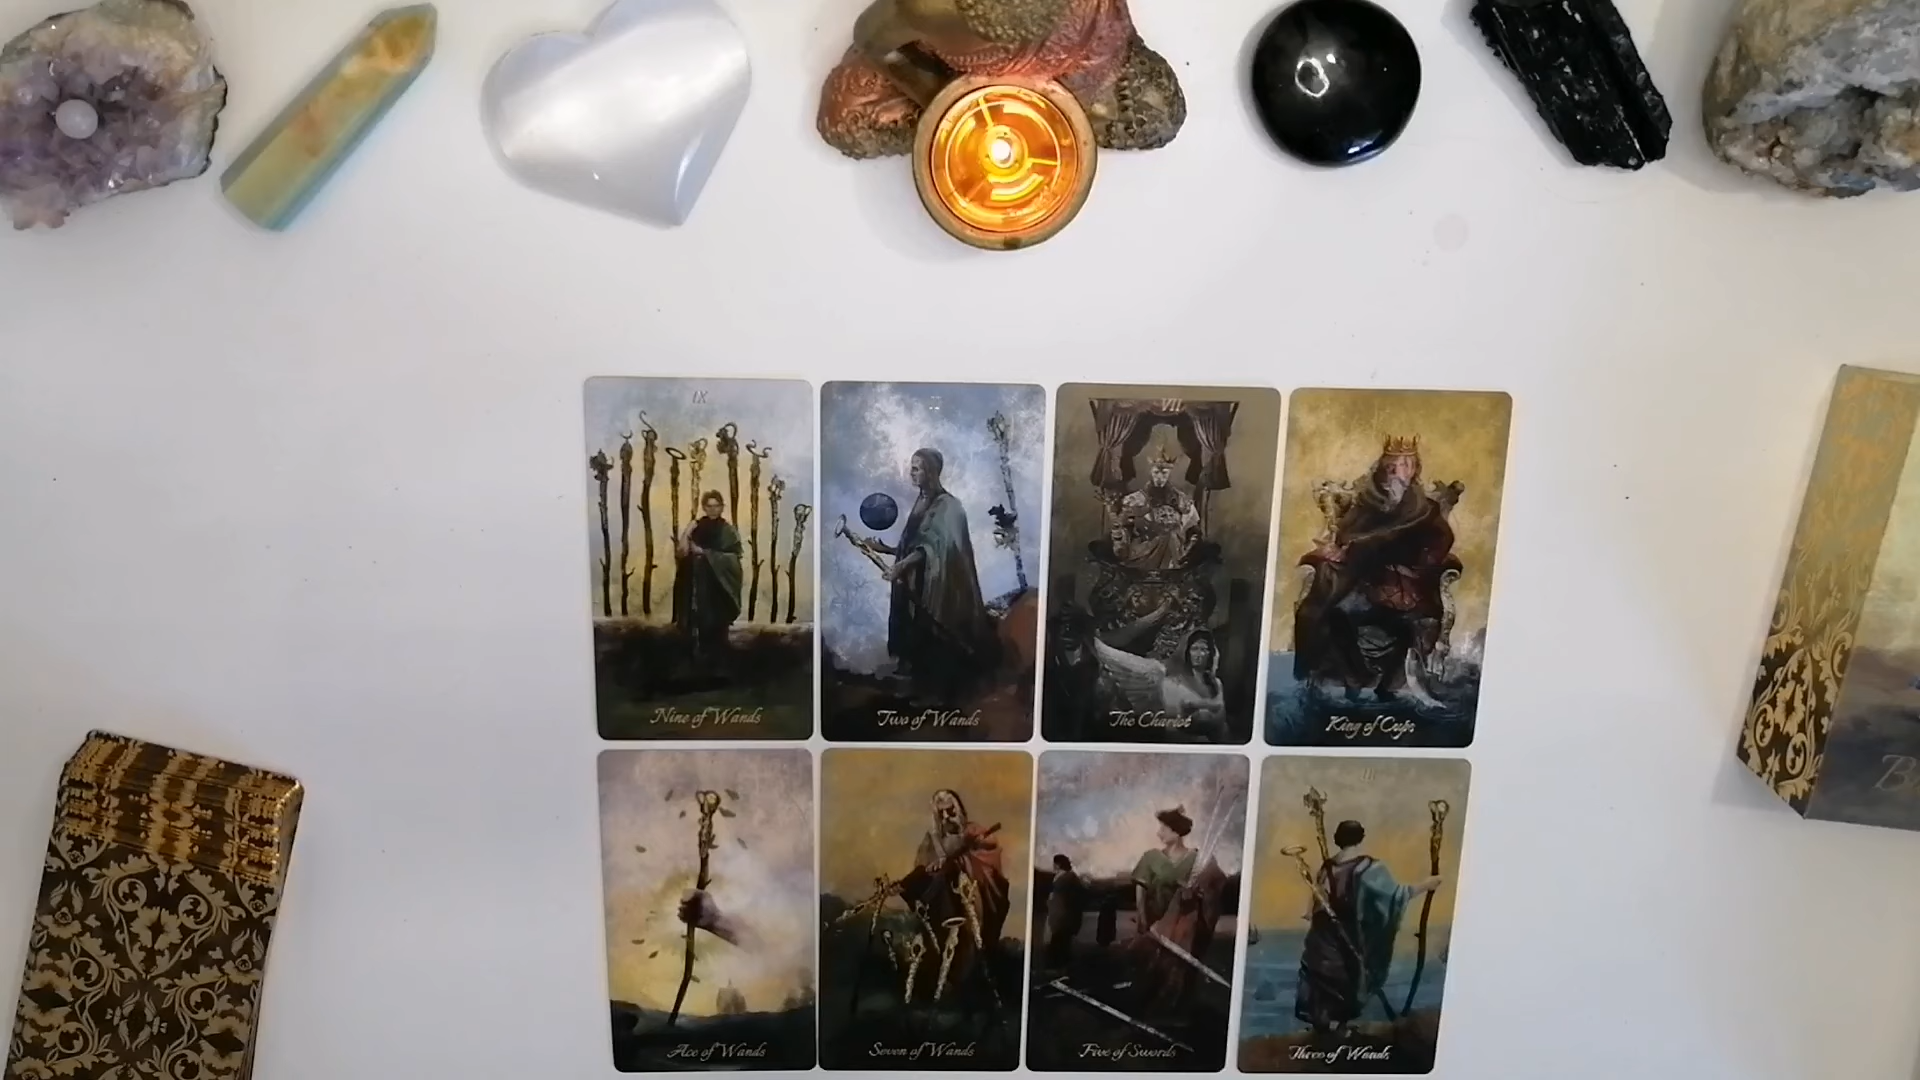 IX
II
VII
Nine of Wands
Two of Wands
The Chariot
King of Cups
III
Ace of Wands
Seven of Wands
Five of Swords
Three of Wands